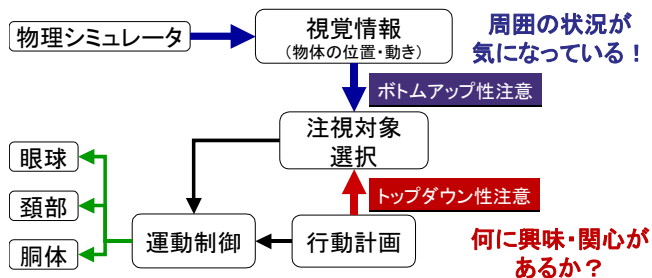 物理シミュレータ
視覚情報
(物体の位置・動き)
周囲の状況が
気になっている！
ボトムアップ性注意
注視対象
選択
眼球
頚部
胴体
トップダウン性注意
運動制御
行動計画
何に興味・関心が
あるか？